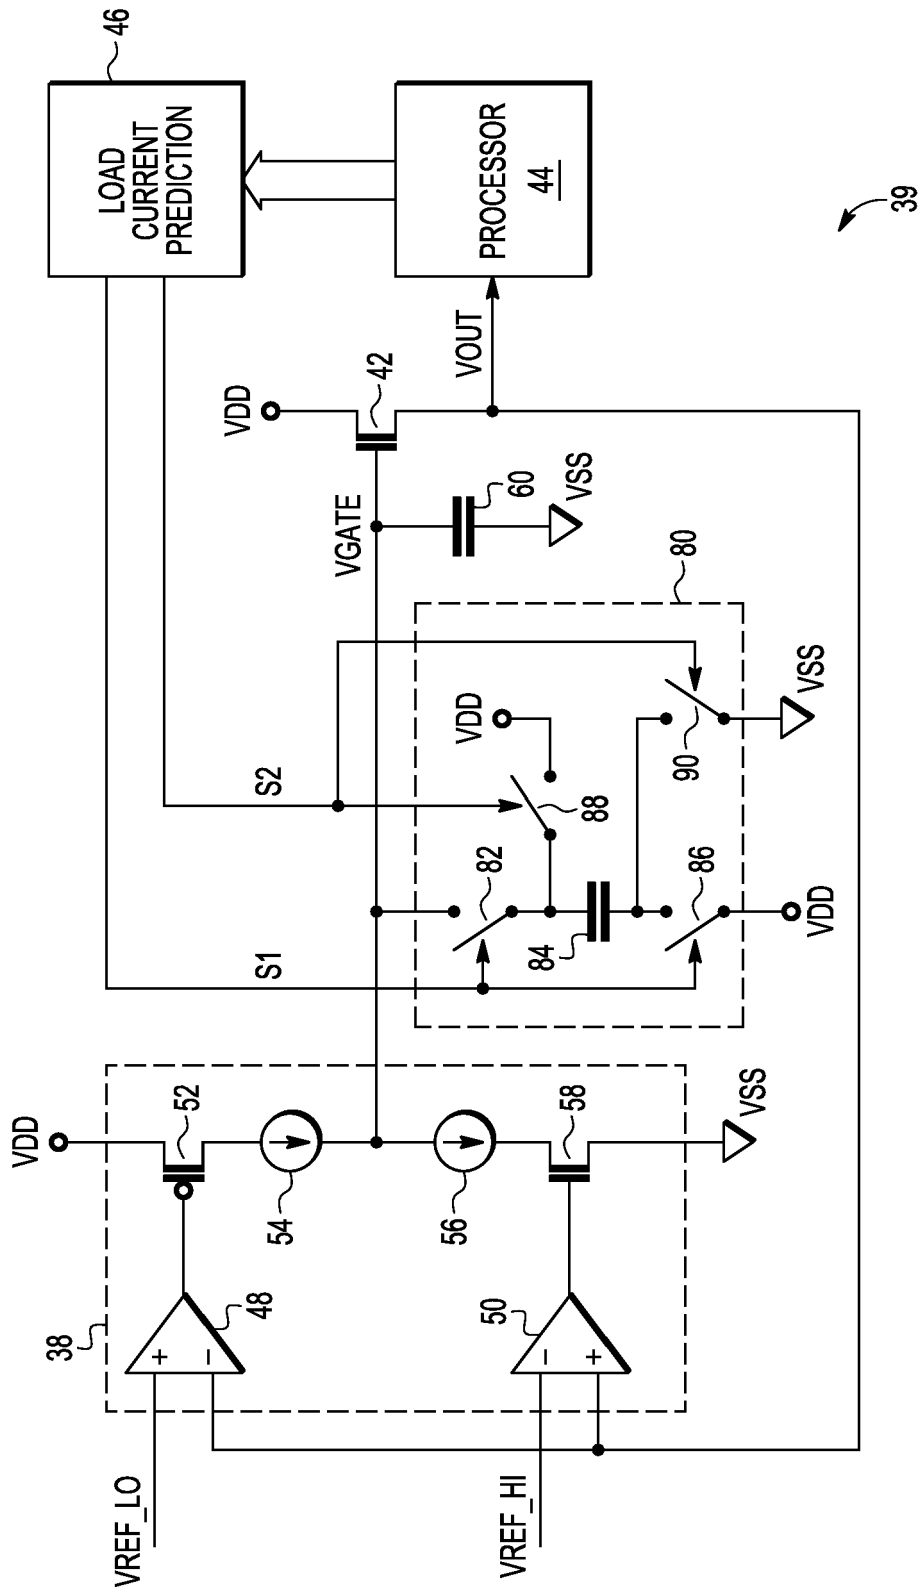 VREF_LO
VREF_HI
38
+
−
48
50
−
+
VDD
52
54
56
58
VSS
S1
S2
80
82
84
86
VDD
88
VDD
90
VSS
VGATE
60
VSS
VDD
42
VOUT
LOAD
CURRENT
PREDICTION
46
PROCESSOR
44
39